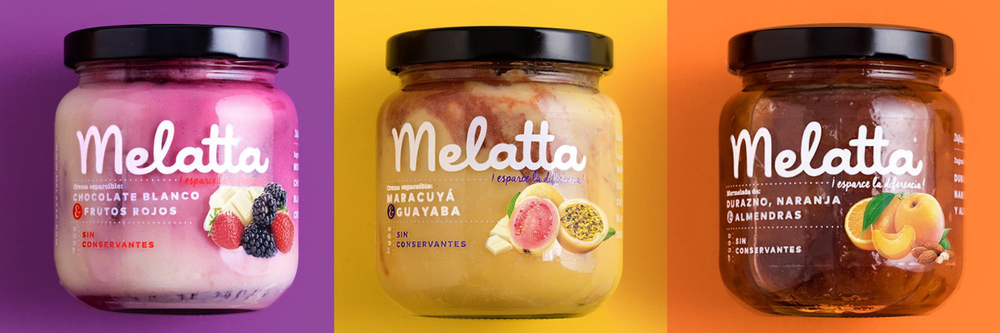 Melatta
¡esparce la diferencia!
Crema esparcible:
CHOCOLATE BLANCO
& FRUTOS ROJOS
SIN
CONSERVANTES
Melatta
¡esparce la diferencia!
Crema esparcible:
MARACUYÁ
& GUAYABA
SIN
CONSERVANTES
Melatta
¡esparce la diferencia!
Mermelada de:
DURAZNO, NARANJA
& ALMENDRAS
SIN
CONSERVANTES